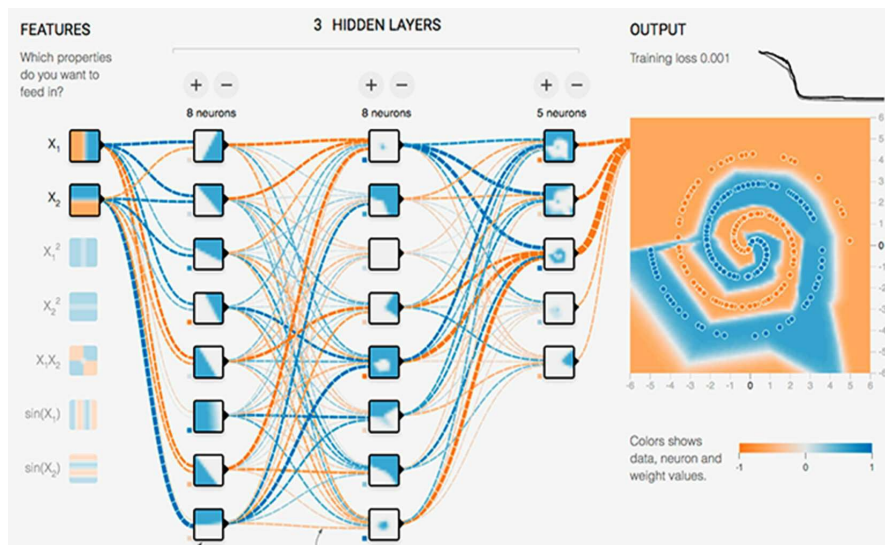 FEATURES
Which properties
do you want to
feed in?
X₁
X₂
X₁²
X₂²
X₁X₂
sin(X₁)
sin(X₂)
3 HIDDEN LAYERS
+ −
+ −
+ −
8 neurons
8 neurons
5 neurons
OUTPUT
Training loss 0.001
6
5
4
3
2
1
0
-1
-2
-3
-4
-5
-6
-6 -5 -4 -3 -2 -1 0 1 2 3 4 5 6
Colors shows
data, neuron and
weight values.
-1 0 1